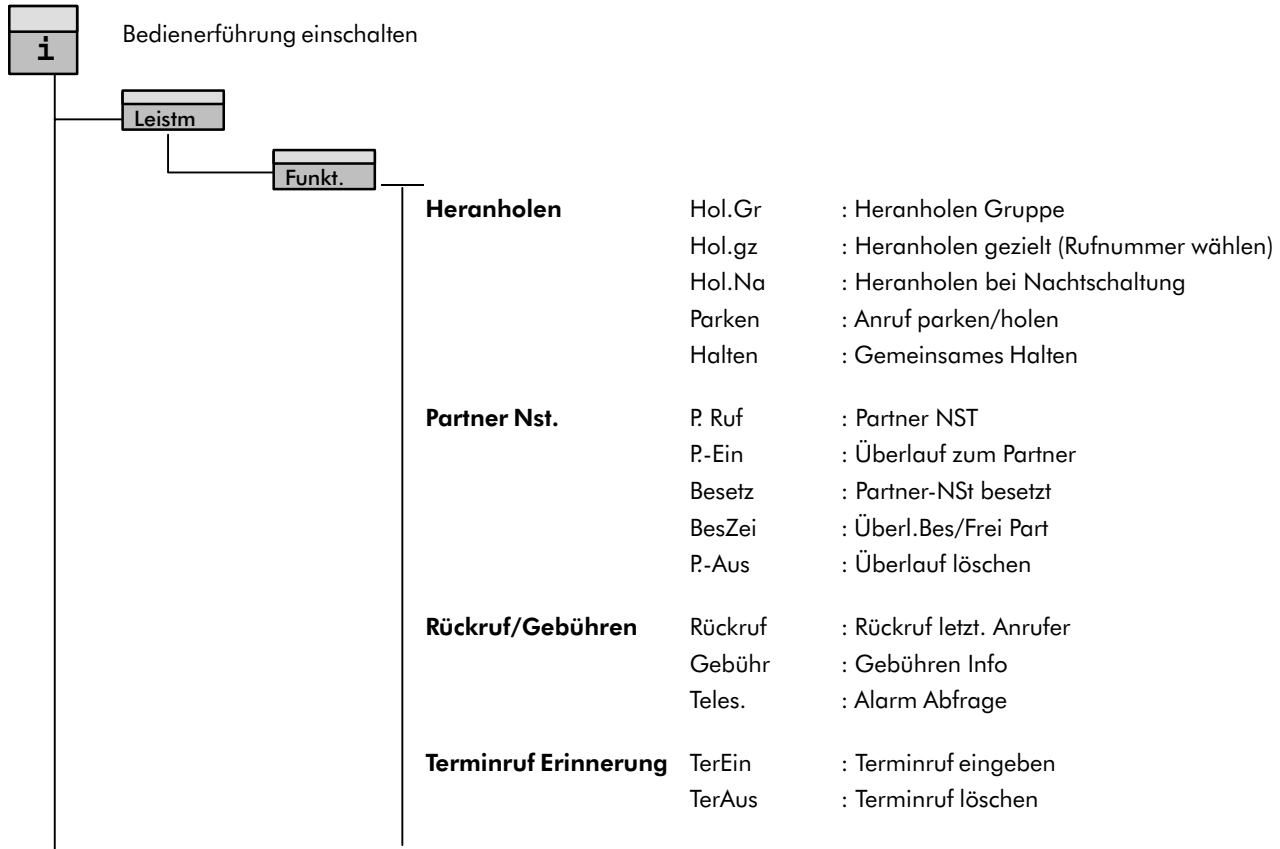 i
Bedienerführung einschalten
Leistm
Funkt.
Heranholen Hol.Gr : Heranholen Gruppe
Hol.gz : Heranholen gezielt (Rufnummer wählen)
Hol.Na : Heranholen bei Nachtschaltung
Parken : Anruf parken/holen
Halten : Gemeinsames Halten
Partner Nst. P. Ruf : Partner NST
P.-Ein : Überlauf zum Partner
Besetz : Partner-NSt besetzt
BesZei : Überl.Bes/Frei Part
P.-Aus : Überlauf löschen
Rückruf/Gebühren Rückruf : Rückruf letzt. Anrufer
Gebühr : Gebühren Info
Teles. : Alarm Abfrage
Terminruf Erinnerung TerEin : Terminruf eingeben
TerAus : Terminruf löschen